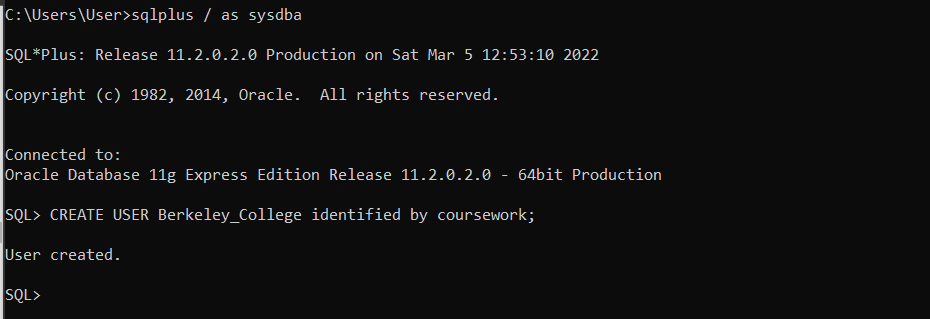 C:\Users\User>sqlplus / as sysdba
SQL*Plus: Release 11.2.0.2.0 Production on Sat Mar 5 12:53:10 2022
Copyright (c) 1982, 2014, Oracle.  All rights reserved.
Connected to:
Oracle Database 11g Express Edition Release 11.2.0.2.0 - 64bit Production
SQL> CREATE USER Berkeley_College identified by coursework;
User created.
SQL>